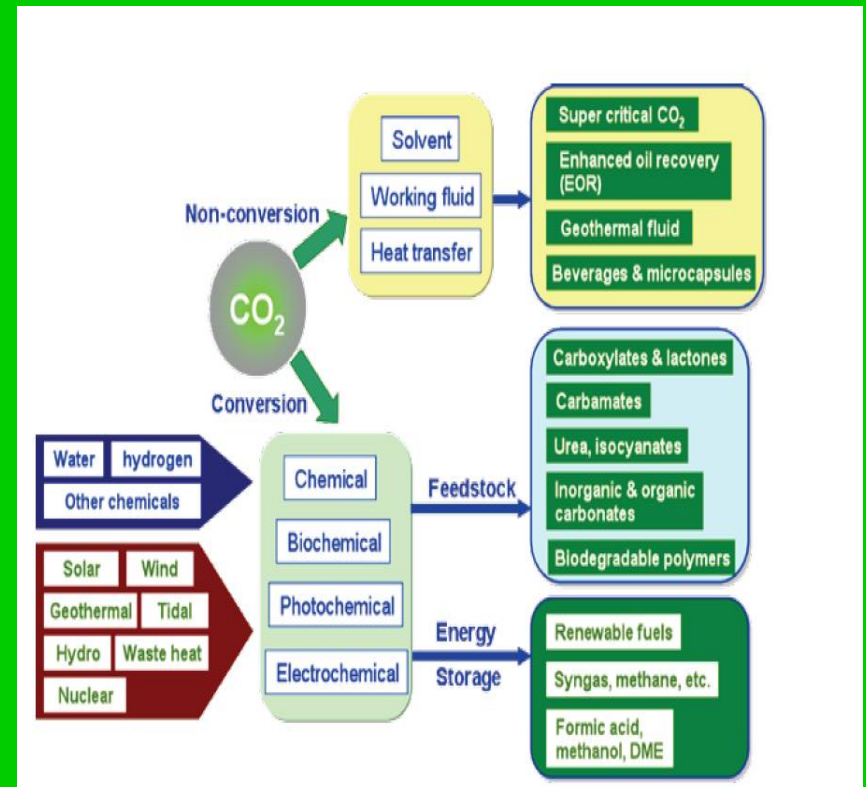 Solvent
Working fluid
Heat transfer
Super critical CO₂
Enhanced oil recovery
(EOR)
Geothermal fluid
Beverages & microcapsules
Non-conversion
CO₂
Conversion
Water
hydrogen
Other chemicals
Solar
Wind
Geothermal
Tidal
Hydro
Waste heat
Nuclear
Chemical
Biochemical
Photochemical
Electrochemical
Feedstock
Carboxylates & lactones
Carbamates
Urea, isocyanates
Inorganic & organic
carbonates
Biodegradable polymers
Energy
Storage
Renewable fuels
Syngas, methane, etc.
Formic acid,
methanol, DME